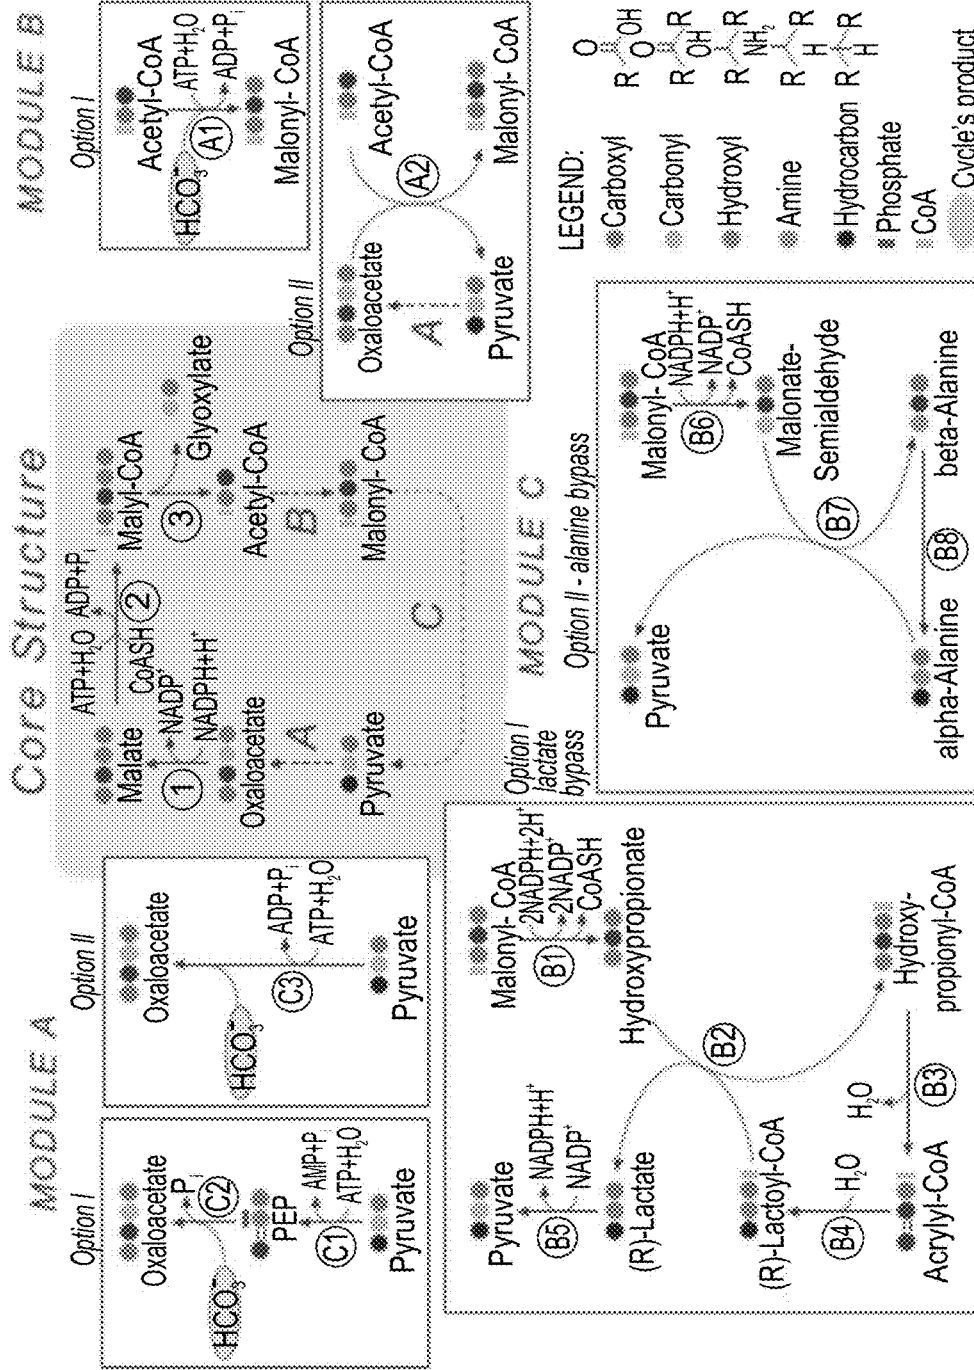 MODULE A
Option I
Oxaloacetate
HCO3-
Pi
C2
PEP
C1
AMP+Pi
ATP+H2O
Pyruvate
Option II
Oxaloacetate
HCO3-
C3
ADP+Pi
ATP+H2O
Pyruvate
Core Structure
Malate
ATP+H2O ADP+Pi
CoASH
2
Malyl-CoA
1
NADP+
NADPH+H+
3
Glyoxylate
Oxaloacetate
Acetyl-CoA
A
B
Pyruvate
Malonyl- CoA
C
MODULE B
Option I
Acetyl-CoA
HCO3-
ATP+H2O
A1
ADP+Pi
Malonyl- CoA
Option II
Oxaloacetate
Acetyl-CoA
A
A2
Pyruvate
Malonyl- CoA
MODULE C
Option I
lactate
bypass
Pyruvate
Malonyl- CoA
B5
NADPH+H+
NADP+
B1
2NADPH+2H+
2NADP+
CoASH
(R)-Lactate
Hydroxypropionate
B2
(R)-Lactoyl-CoA
B4
H2O
H2O
Hydroxy-
propionyl-CoA
Acrylyl-CoA
B3
Option II - alanine bypass
Pyruvate
Malonyl- CoA
B6
NADPH+H+
NADP+
CoASH
Malonate-
Semialdehyde
B7
alpha-Alanine
B8
beta-Alanine
LEGEND:
Carboxyl
R
O
OH
Carbonyl
R
O
R
Hydroxyl
R
OH
R
Amine
R
NH2
R
Hydrocarbon
R
H
H
R
Phosphate
CoA
Cycle's product